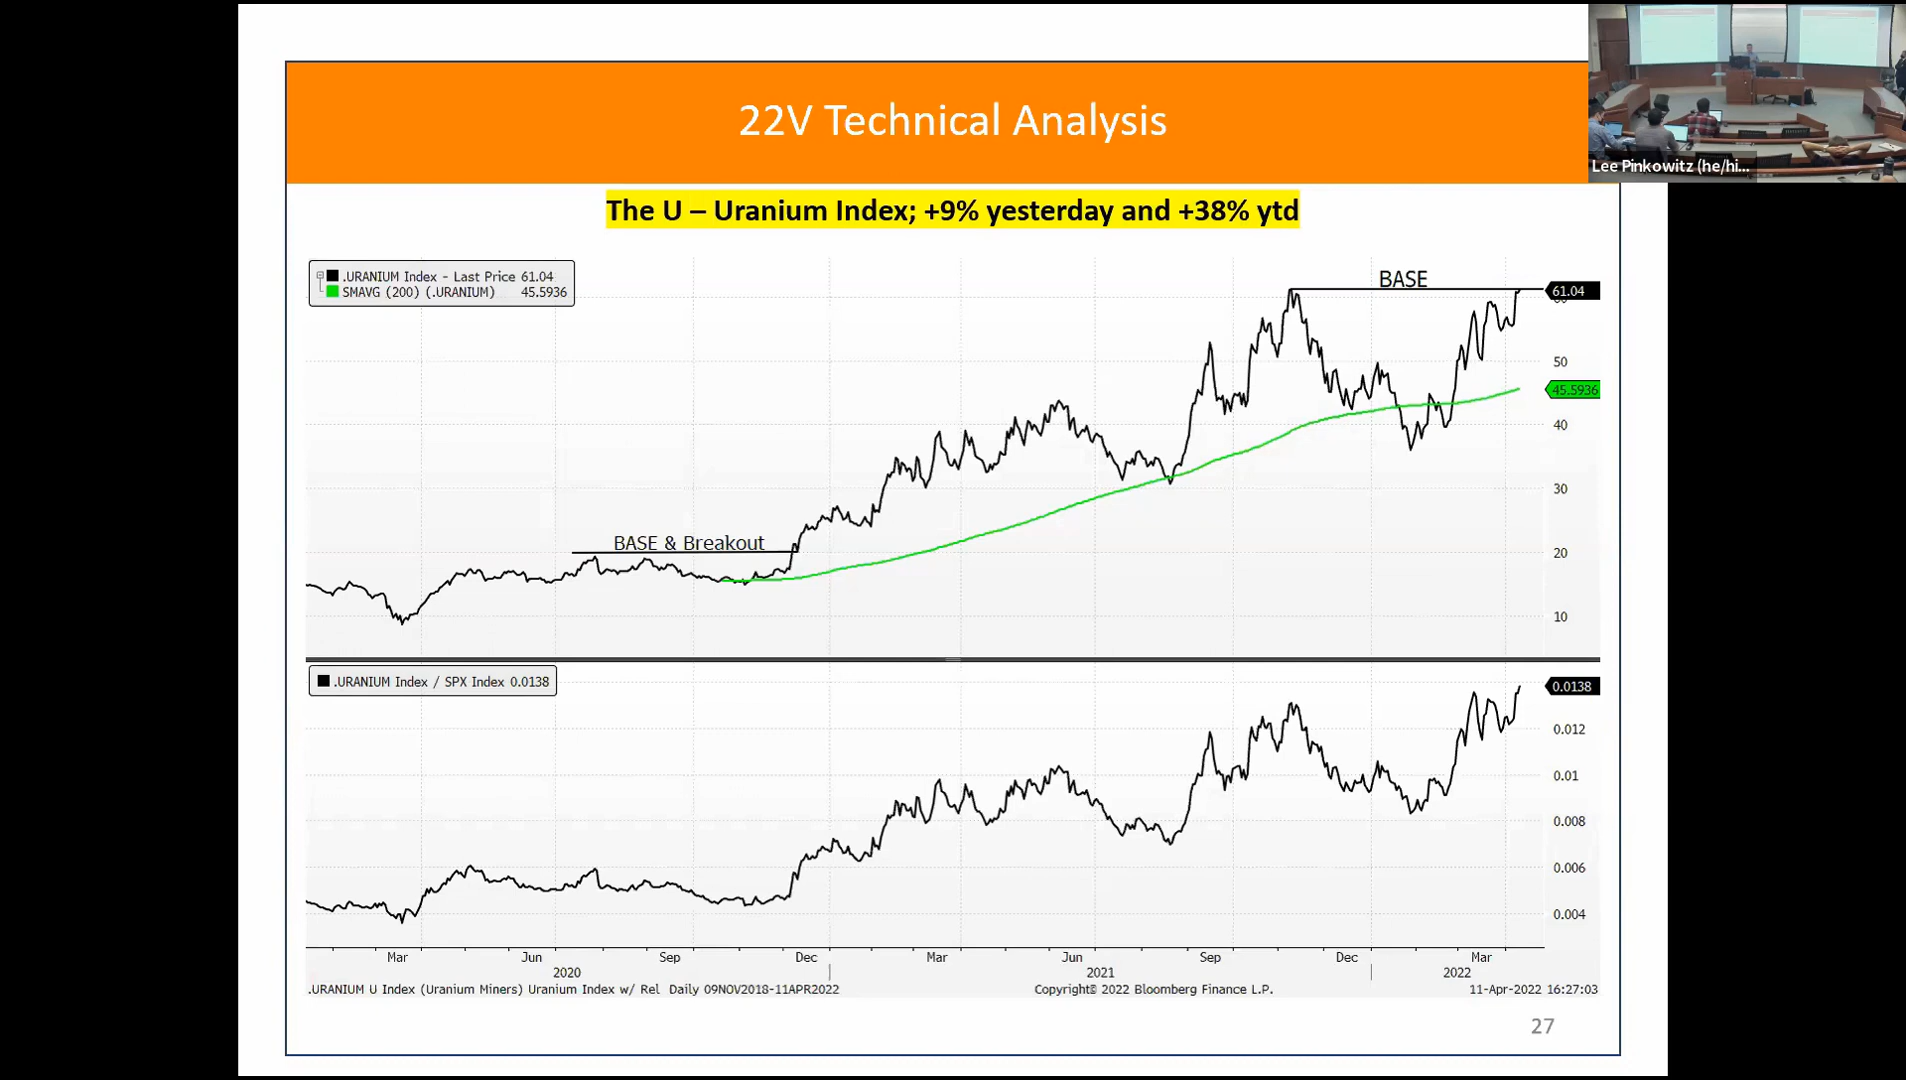 22V Technical Analysis
Lee Pinkowitz (he/hi...
The U – Uranium Index; +9% yesterday and +38% ytd
.URANIUM Index - Last Price 61.04
SMAVG (200) (.URANIUM) 45.5936
BASE
61.04
60
50
45.5936
40
30
BASE & Breakout
20
10
.URANIUM Index / SPX Index 0.0138
0.0138
0.012
0.01
0.008
0.006
0.004
Mar Jun Sep Dec Mar Jun Sep Dec Mar
2020 2021 2022
.URANIUM U Index (Uranium Miners) Uranium Index w/ Rel Daily 09NOV2018-11APR2022 Copyright© 2022 Bloomberg Finance L.P. 11-Apr-2022 16:27:03
27